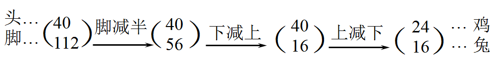 头… (40 脚减半 (40 下减上 (40 上减下 (24 … 鸡
脚… 112) 56) 16) 16) … 兔